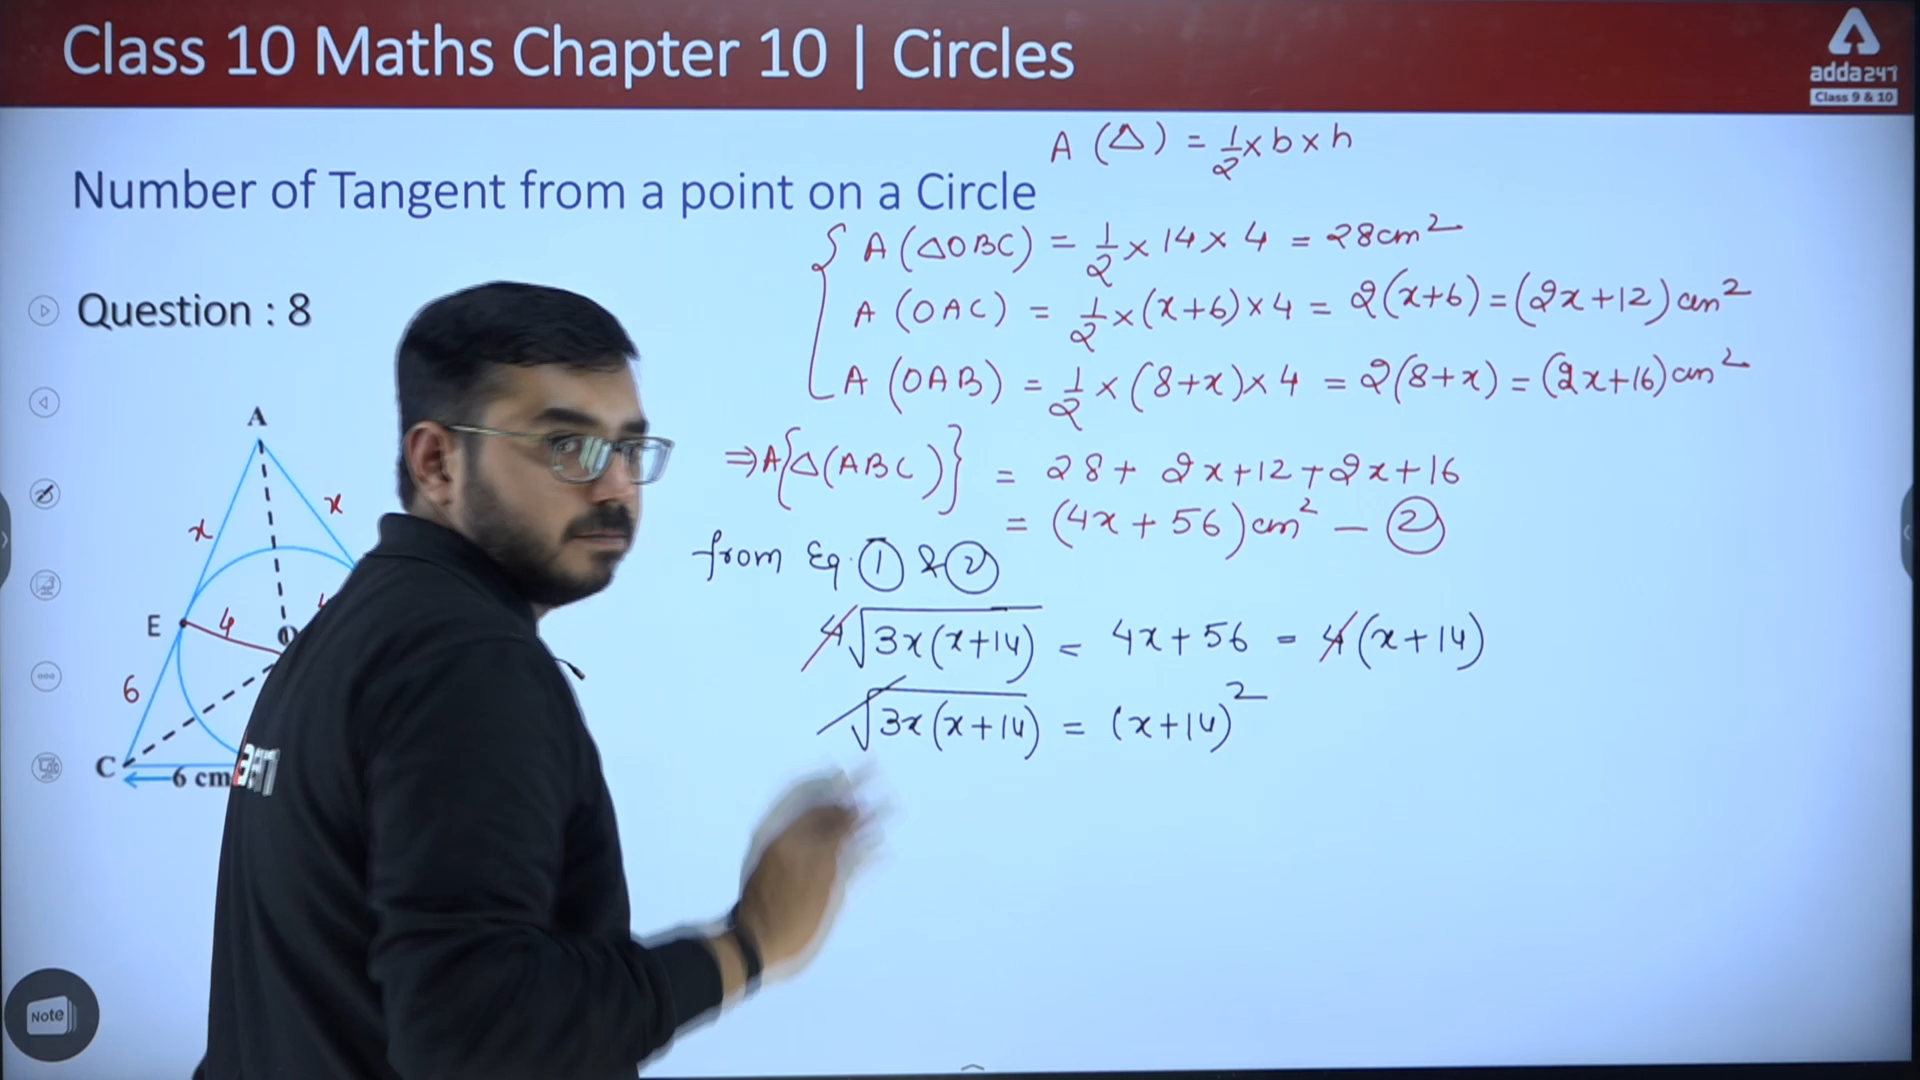 Class 10 Maths Chapter 10 | Circles
adda247
Class 9 & 10
A (△) = 1/2 × b × h
Number of Tangent from a point on a Circle
A (△OBC) = 1/2 × 14 × 4 = 28cm²
A (OAC) = 1/2 × (x+6) × 4 = 2(x+6) = (2x+12) cm²
A (OAB) = 1/2 × (8+x) × 4 = 2(8+x) = (2x+16) cm²
Question : 8
⇒ A{△(ABC)} = 28 + 2x+12 + 2x+16
= (4x + 56) cm² – ②
from Eq. ① & ②
4√3x(x+14) = 4x+56 = 4(x+14)
√3x(x+14) = (x+14)²
A
x
x
E
4
O
6
C
6 cm
Note